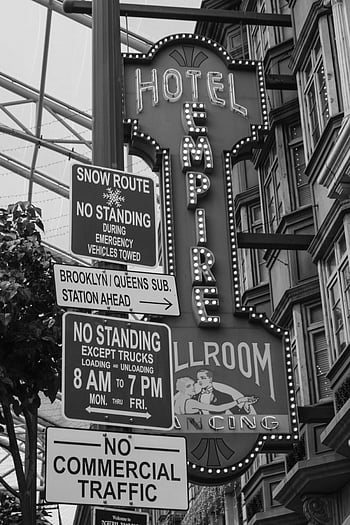 HOTEL
EMPIRE
LLROOM
NCING
SNOW ROUTE
NO STANDING
DURING
EMERGENCY
VEHICLES TOWED
BROOKLYN/QUEENS SUB.
STATION AHEAD
NO STANDING
EXCEPT TRUCKS
LOADING AND UNLOADING
8 AM TO 7 PM
MON. THRU FRI.
NO
COMMERCIAL
TRAFFIC